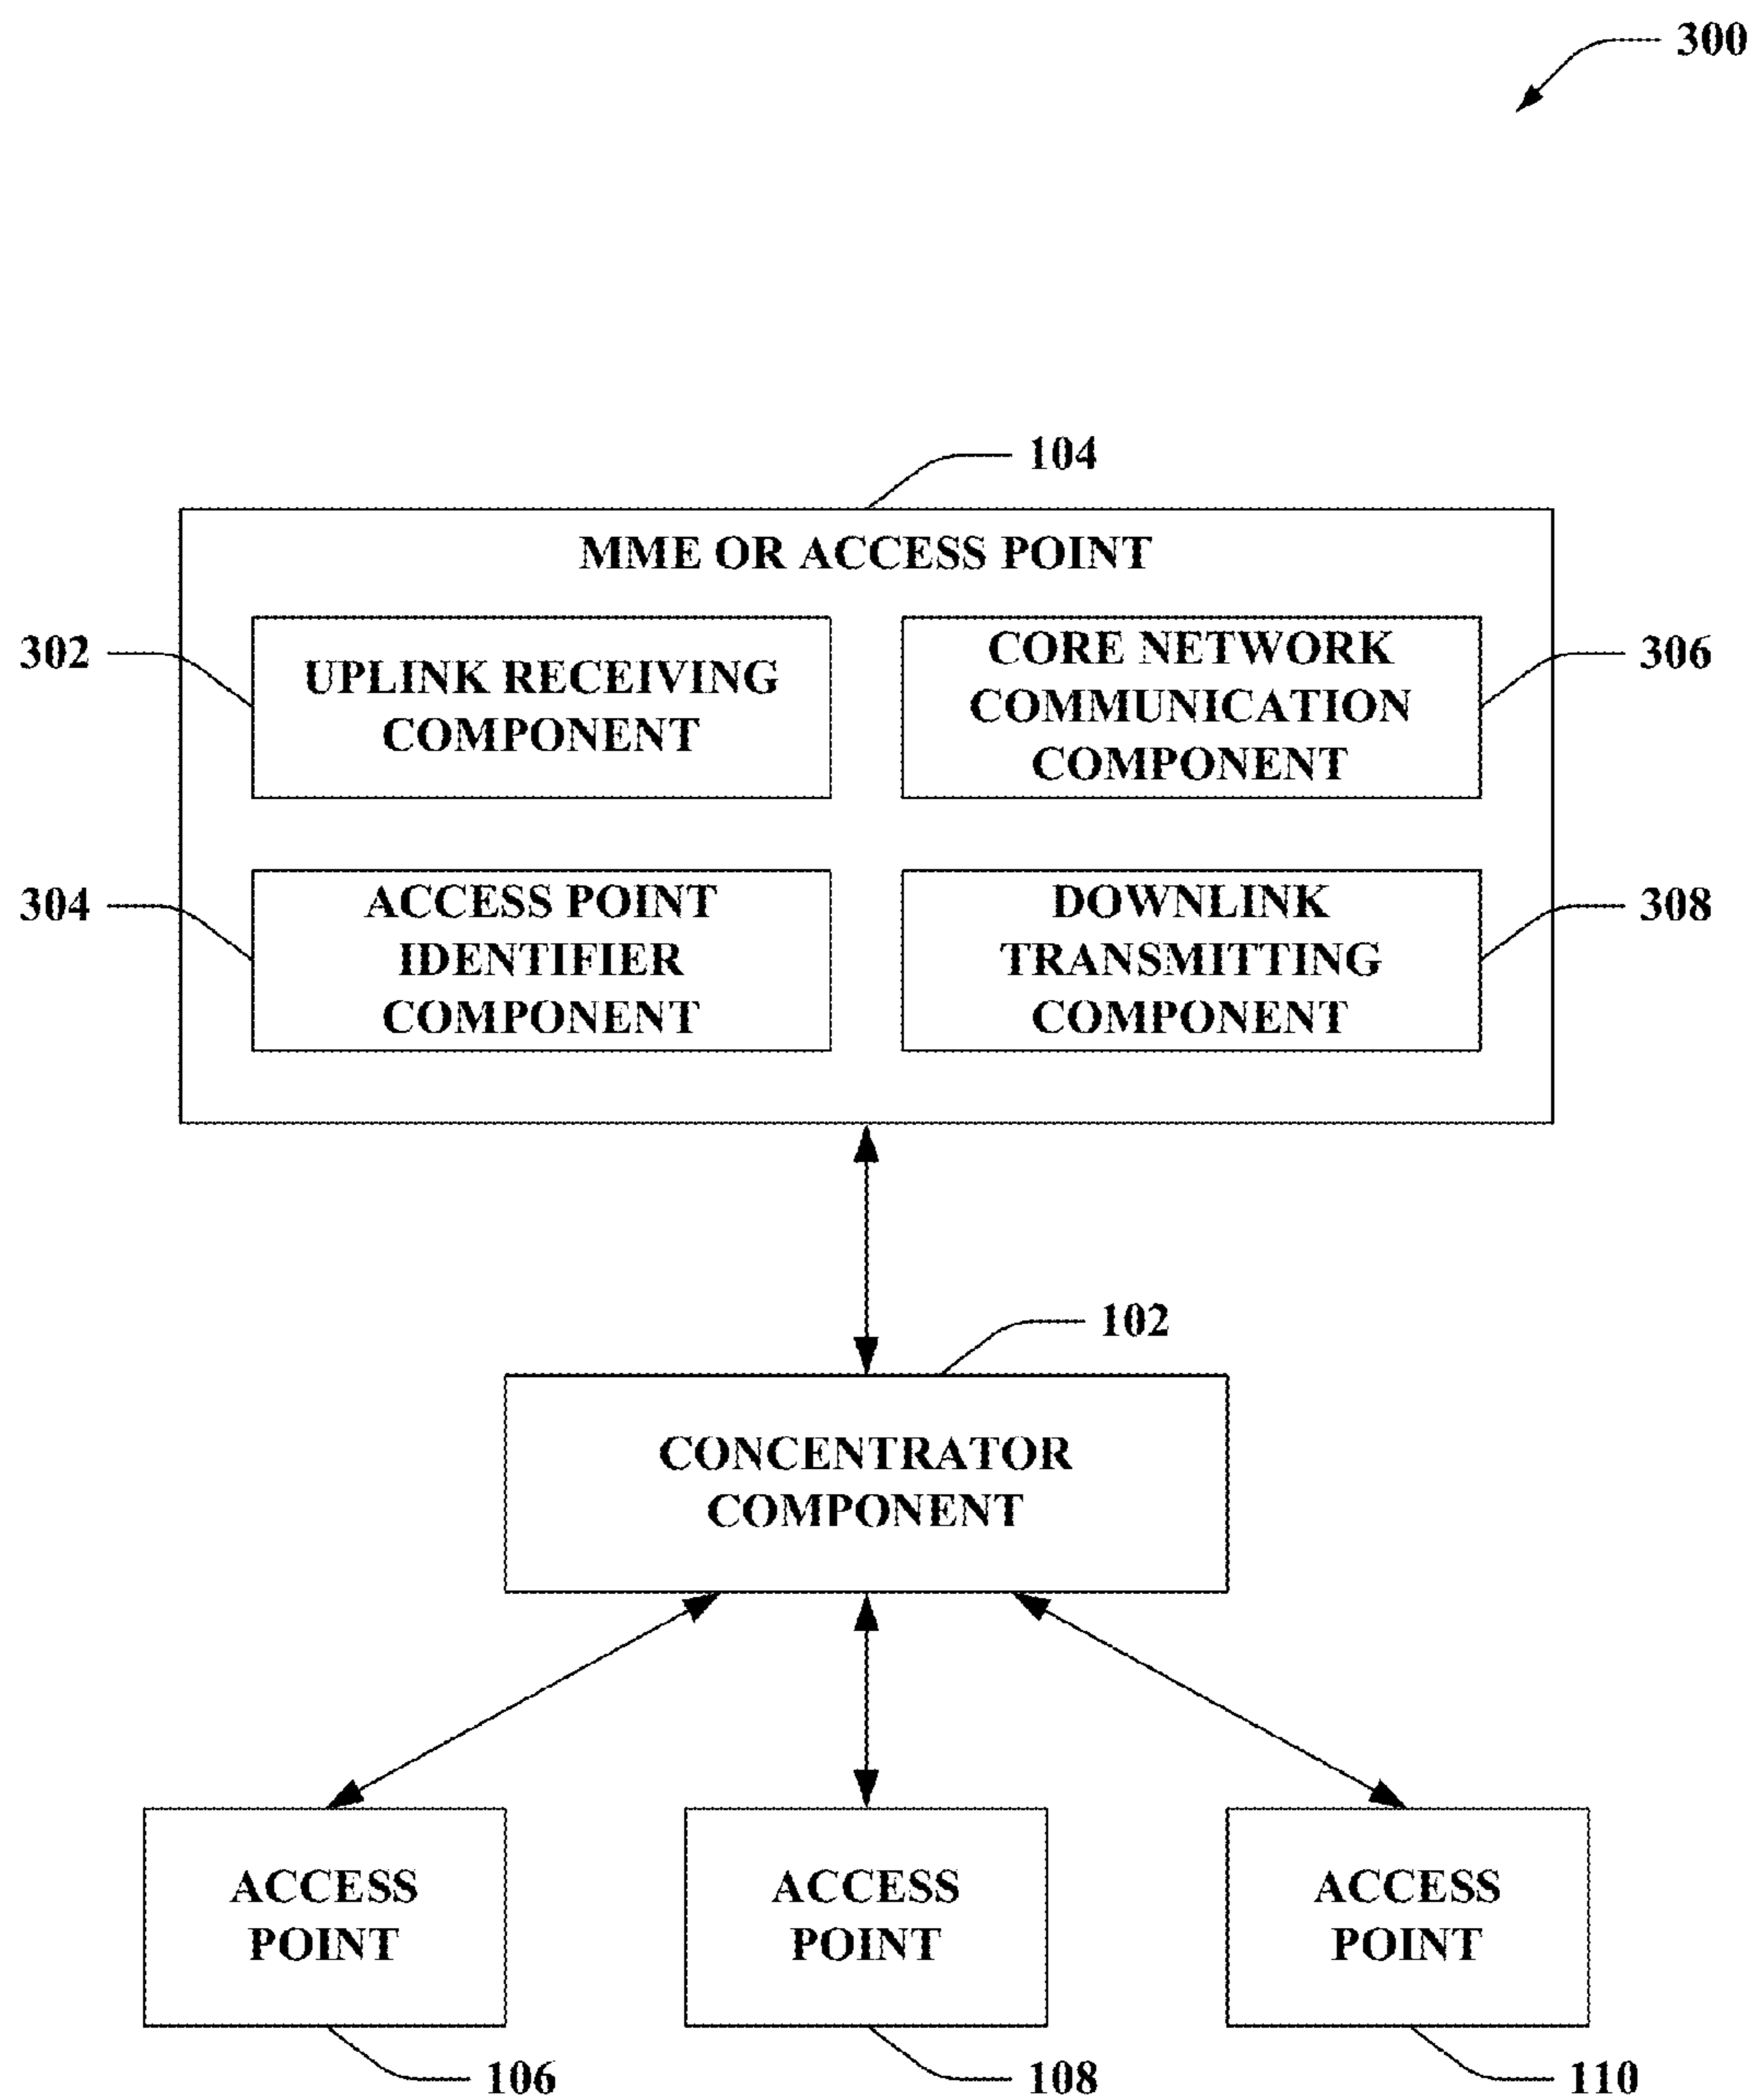 300
104
MME OR ACCESS POINT
302
UPLINK RECEIVING
COMPONENT
CORE NETWORK
COMMUNICATION
COMPONENT
306
304
ACCESS POINT
IDENTIFIER
COMPONENT
DOWNLINK
TRANSMITTING
COMPONENT
308
102
CONCENTRATOR
COMPONENT
ACCESS
POINT
ACCESS
POINT
ACCESS
POINT
106
108
110